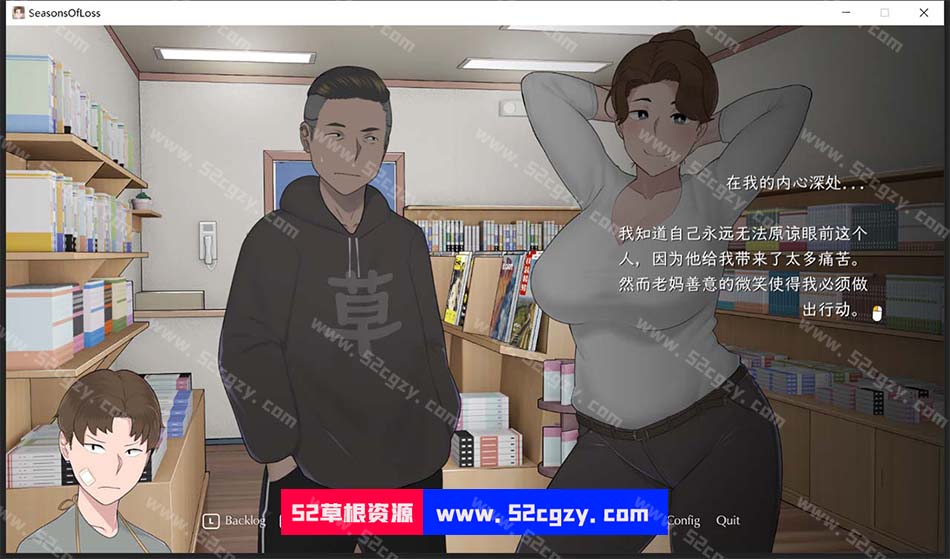 SeasonsOfLoss
在我的内心深处...
我知道自己永远无法原谅眼前这个
人，因为他给我带来了太多痛苦。
然而老妈善意的微笑使得我必须做
出行动。
草
L Backlog
Config
Quit
52草根资源
www.52cgzy.com
www.52cgzy.com